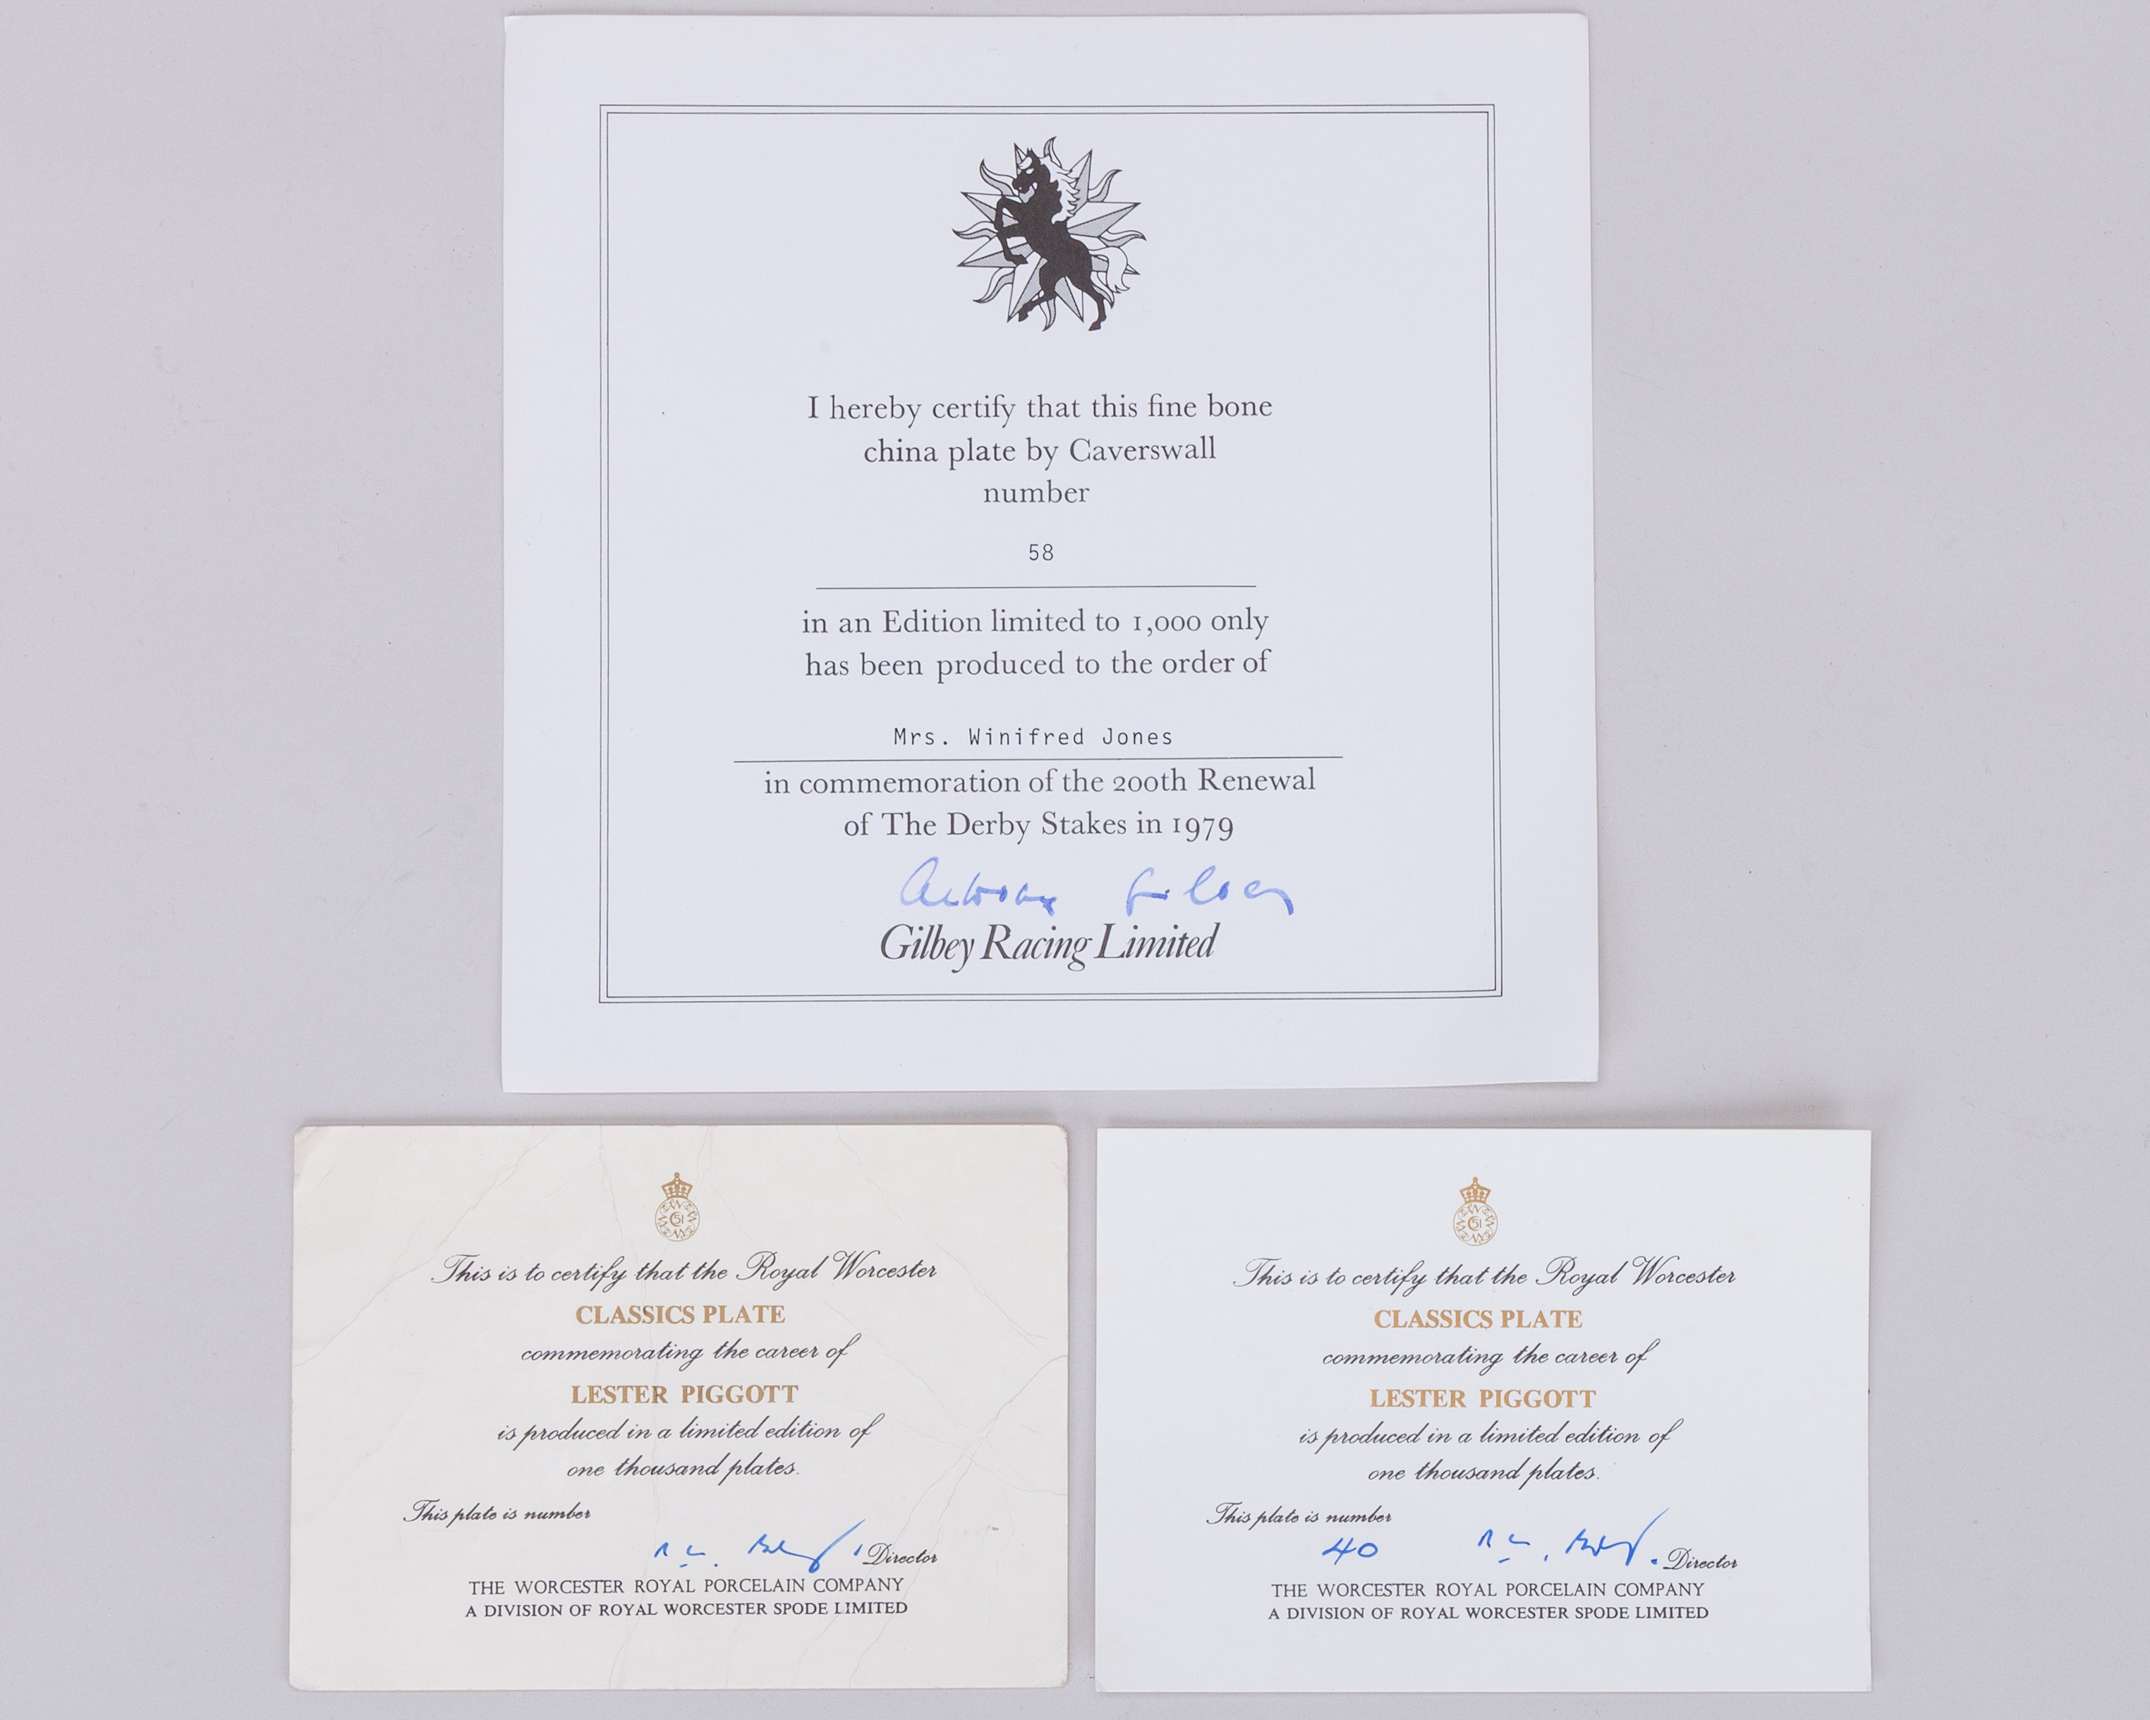 I hereby certify that this fine bone
china plate by Caverswall
number
58
in an Edition limited to 1,000 only
has been produced to the order of
Mrs. Winifred Jones
in commemoration of the 200th Renewal
of The Derby Stakes in 1979
Gilbey Racing Limited
This is to certify that the Royal Worcester
CLASSICS PLATE
commemorating the career of
LESTER PIGGOTT
is produced in a limited edition of
one thousand plates.
This plate is number
Director
THE WORCESTER ROYAL PORCELAIN COMPANY
A DIVISION OF ROYAL WORCESTER SPODE LIMITED
This is to certify that the Royal Worcester
CLASSICS PLATE
commemorating the career of
LESTER PIGGOTT
is produced in a limited edition of
one thousand plates.
This plate is number
40
Director
THE WORCESTER ROYAL PORCELAIN COMPANY
A DIVISION OF ROYAL WORCESTER SPODE LIMITED